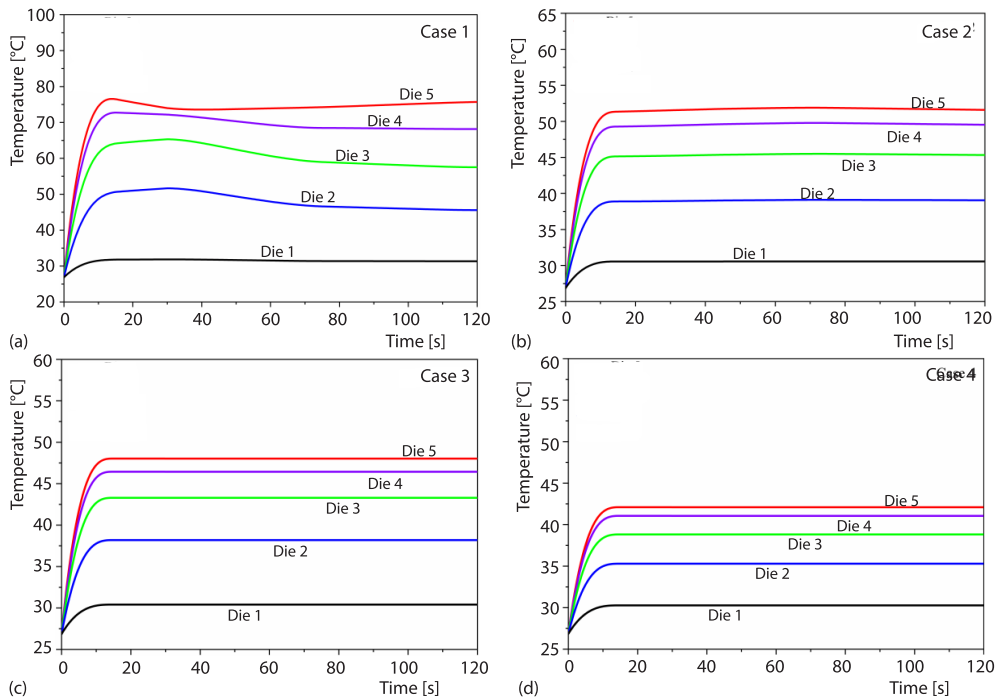 Temperature [°C]
100
90
80
70
60
50
40
30
20
Case 1
Die 5
Die 4
Die 3
Die 2
Die 1
0 20 40 60 80 100 120
(a) Time [s]
Temperature [°C]
65
60
55
50
45
40
35
30
25
Case 2
Die 5
Die 4
Die 3
Die 2
Die 1
0 20 40 60 80 100 120
(b) Time [s]
Temperature [°C]
60
55
50
45
40
35
30
25
Case 3
Die 5
Die 4
Die 3
Die 2
Die 1
0 20 40 60 80 100 120
(c) Time [s]
Temperature [°C]
60
55
50
45
40
35
30
25
Case 4
Die 5
Die 4
Die 3
Die 2
Die 1
0 20 40 60 80 100 120
(d) Time [s]